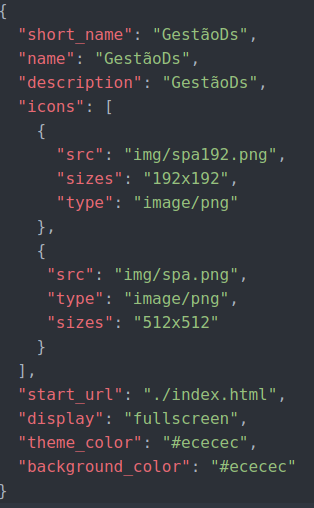 {
  "short_name": "GestãoDs",
  "name": "GestãoDs",
  "description": "GestãoDs",
  "icons": [
    {
      "src": "img/spa192.png",
      "sizes": "192x192",
      "type": "image/png"
    },
    {
     "src": "img/spa.png",
     "type": "image/png",
     "sizes": "512x512"
    }
  ],
  "start_url": "./index.html",
  "display": "fullscreen",
  "theme_color": "#ececec",
  "background_color": "#ececec"
}